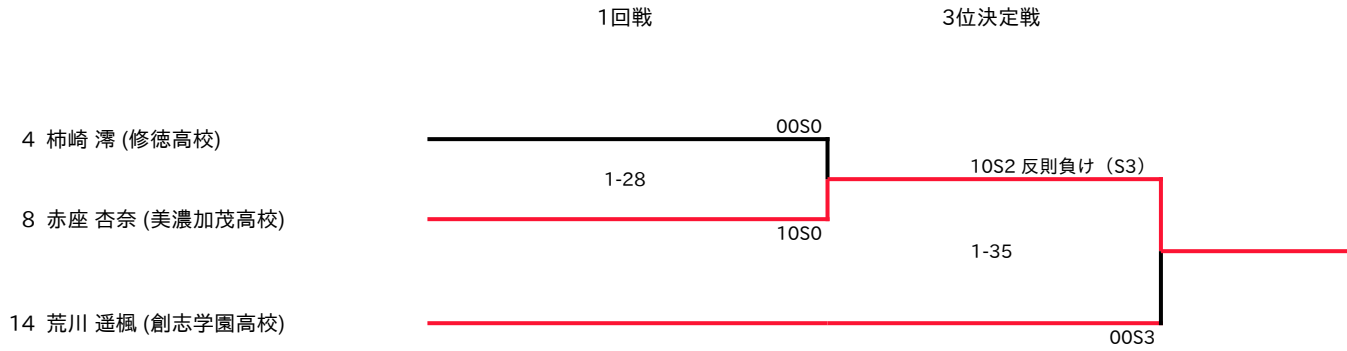 1回戦 3位決定戦
4 柿崎 澪 (修徳高校)
00S0
1-28
10S2 反則負け（S3）
8 赤座 杏奈 (美濃加茂高校)
10S0
1-35
14 荒川 遥楓 (創志学園高校)
00S3